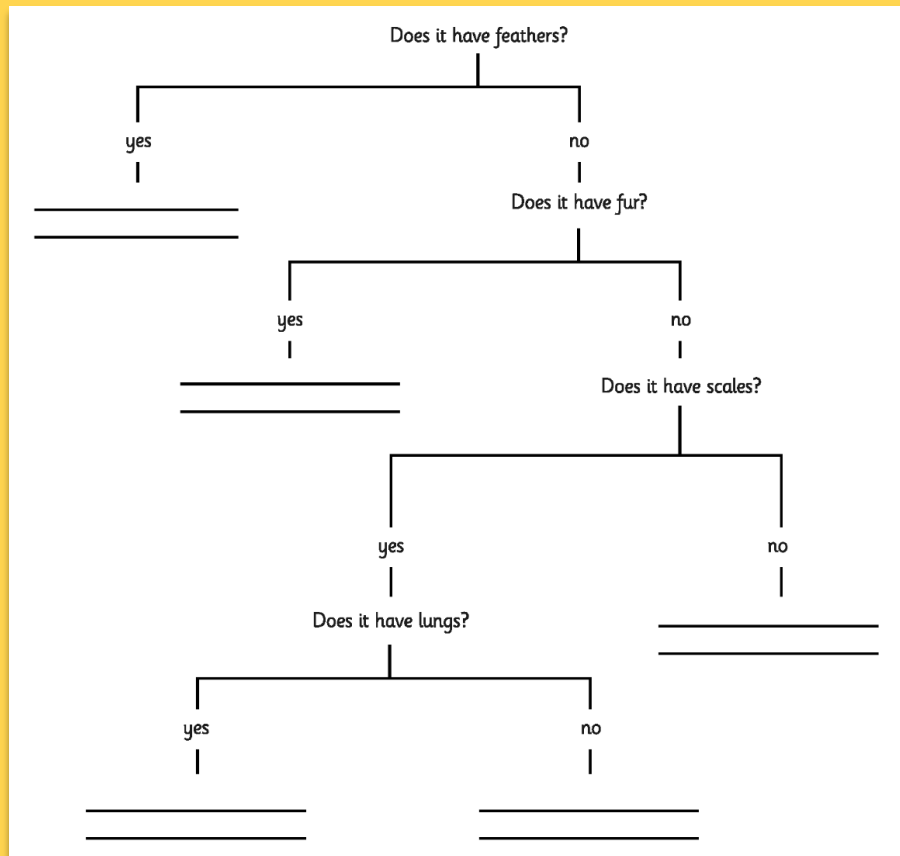 Does it have feathers?
yes
no
Does it have fur?
yes
no
Does it have scales?
yes
no
Does it have lungs?
yes
no